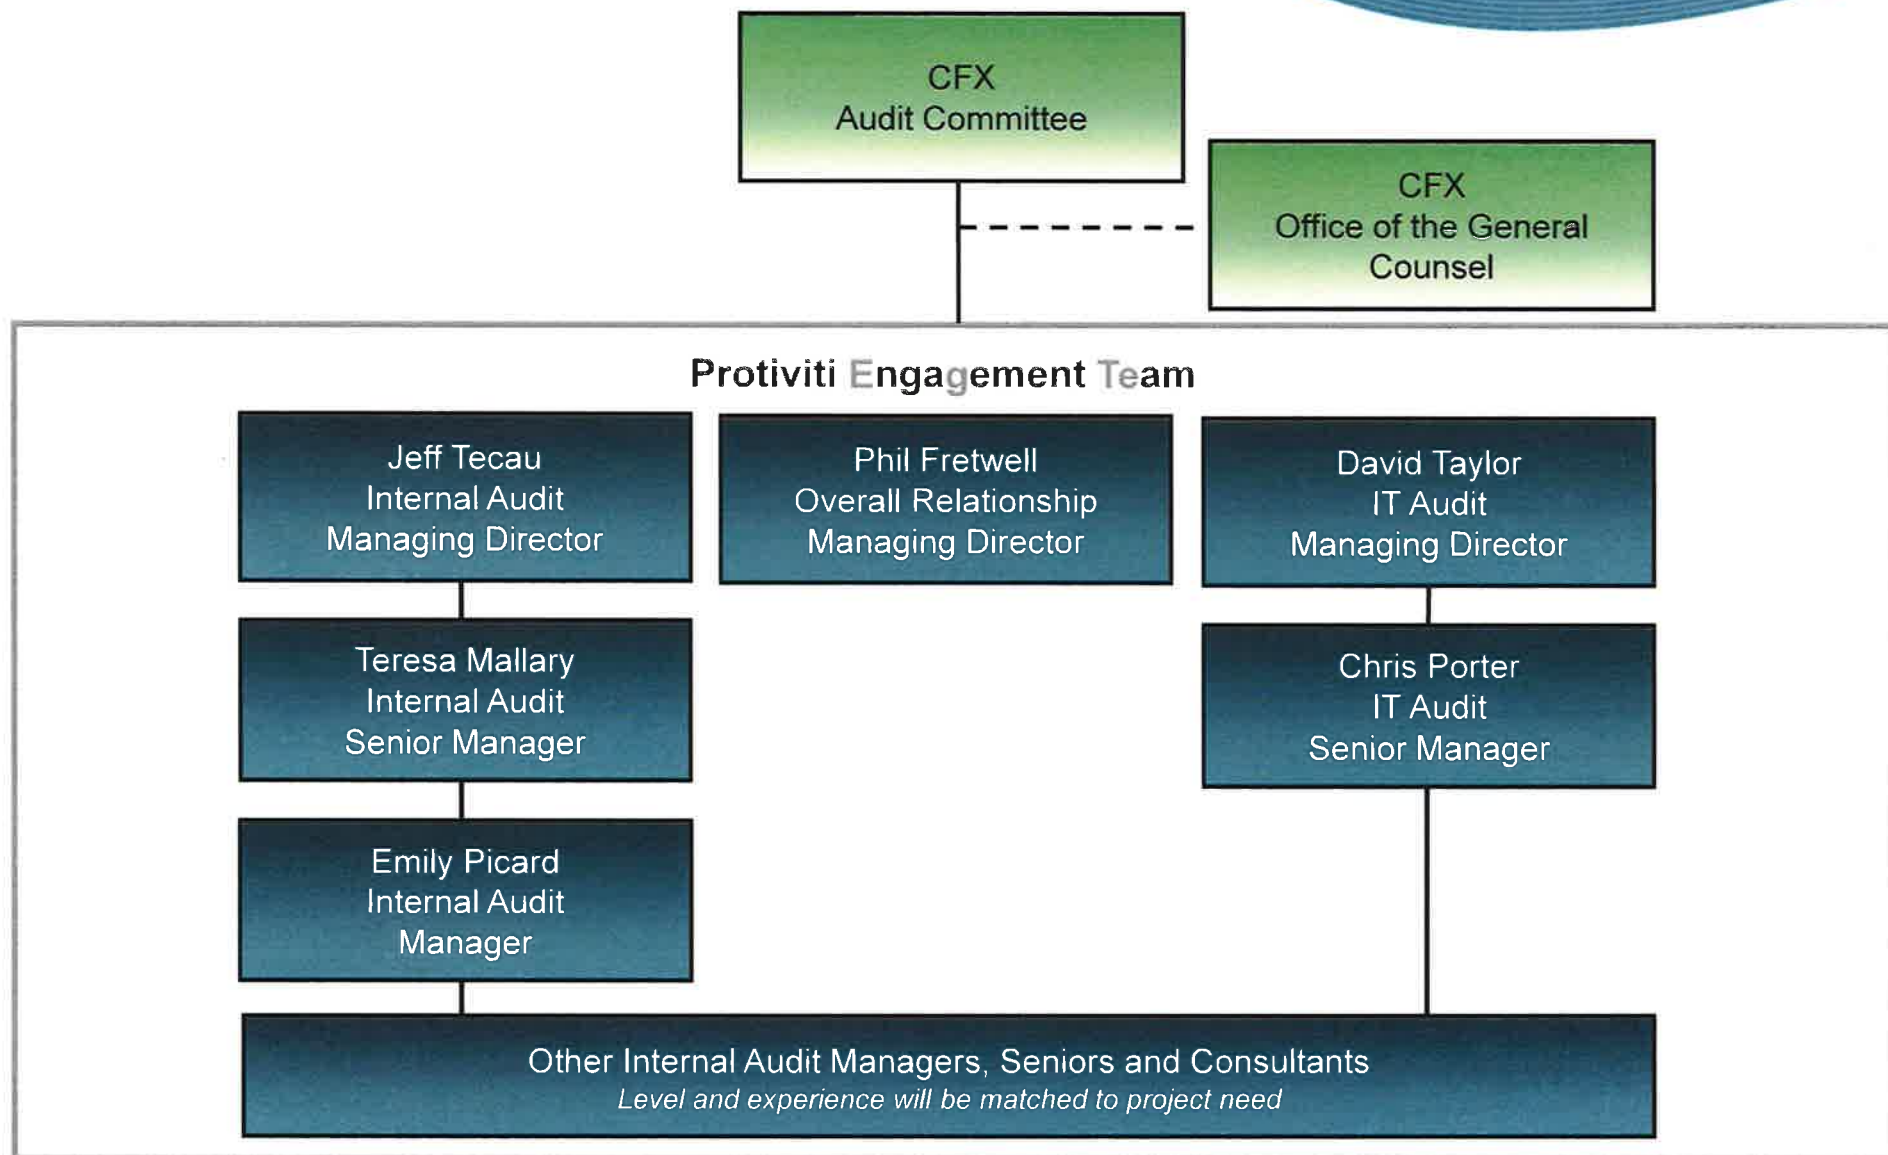 CFX
Audit Committee
CFX
Office of the General
Counsel
Protiviti Engagement Team
Jeff Tecau
Internal Audit
Managing Director
Phil Fretwell
Overall Relationship
Managing Director
David Taylor
IT Audit
Managing Director
Teresa Mallary
Internal Audit
Senior Manager
Chris Porter
IT Audit
Senior Manager
Emily Picard
Internal Audit
Manager
Other Internal Audit Managers, Seniors and Consultants
Level and experience will be matched to project need